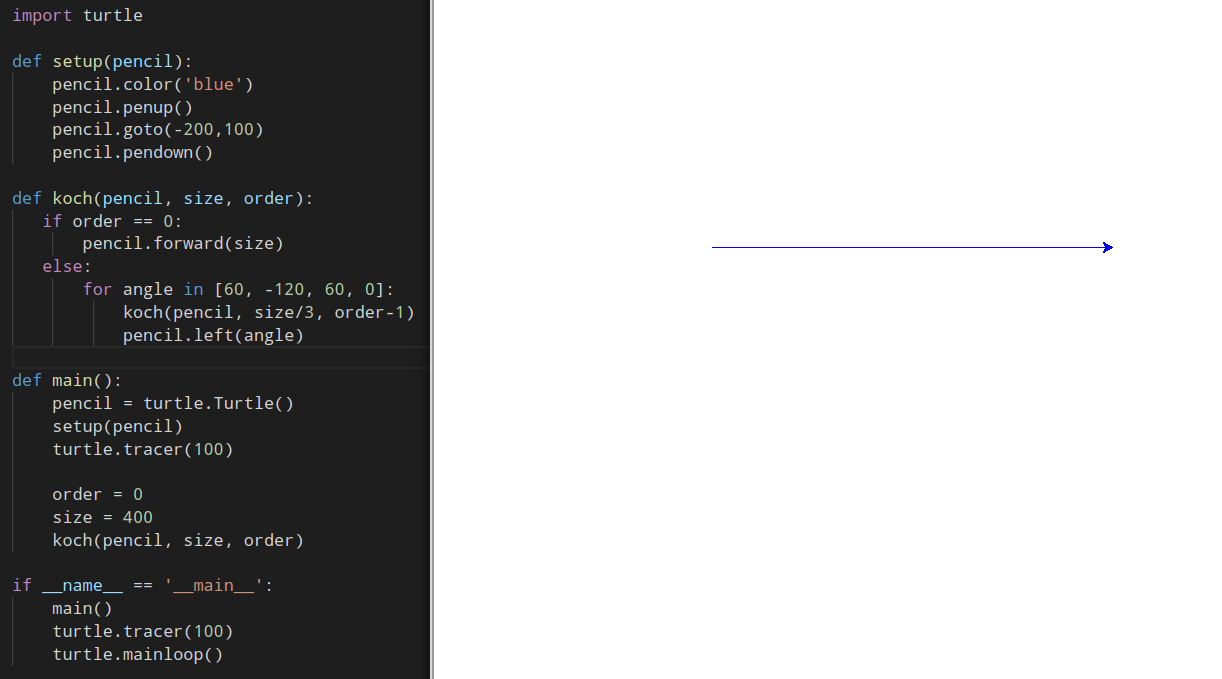 import turtle
def setup(pencil):
    pencil.color('blue')
    pencil.penup()
    pencil.goto(-200,100)
    pencil.pendown()
def koch(pencil, size, order):
   if order == 0:
       pencil.forward(size)
   else:
       for angle in [60, -120, 60, 0]:
           koch(pencil, size/3, order-1)
           pencil.left(angle)
def main():
    pencil = turtle.Turtle()
    setup(pencil)
    turtle.tracer(100)
    order = 0
    size = 400
    koch(pencil, size, order)
if __name__ == '__main__':
    main()
    turtle.tracer(100)
    turtle.mainloop()